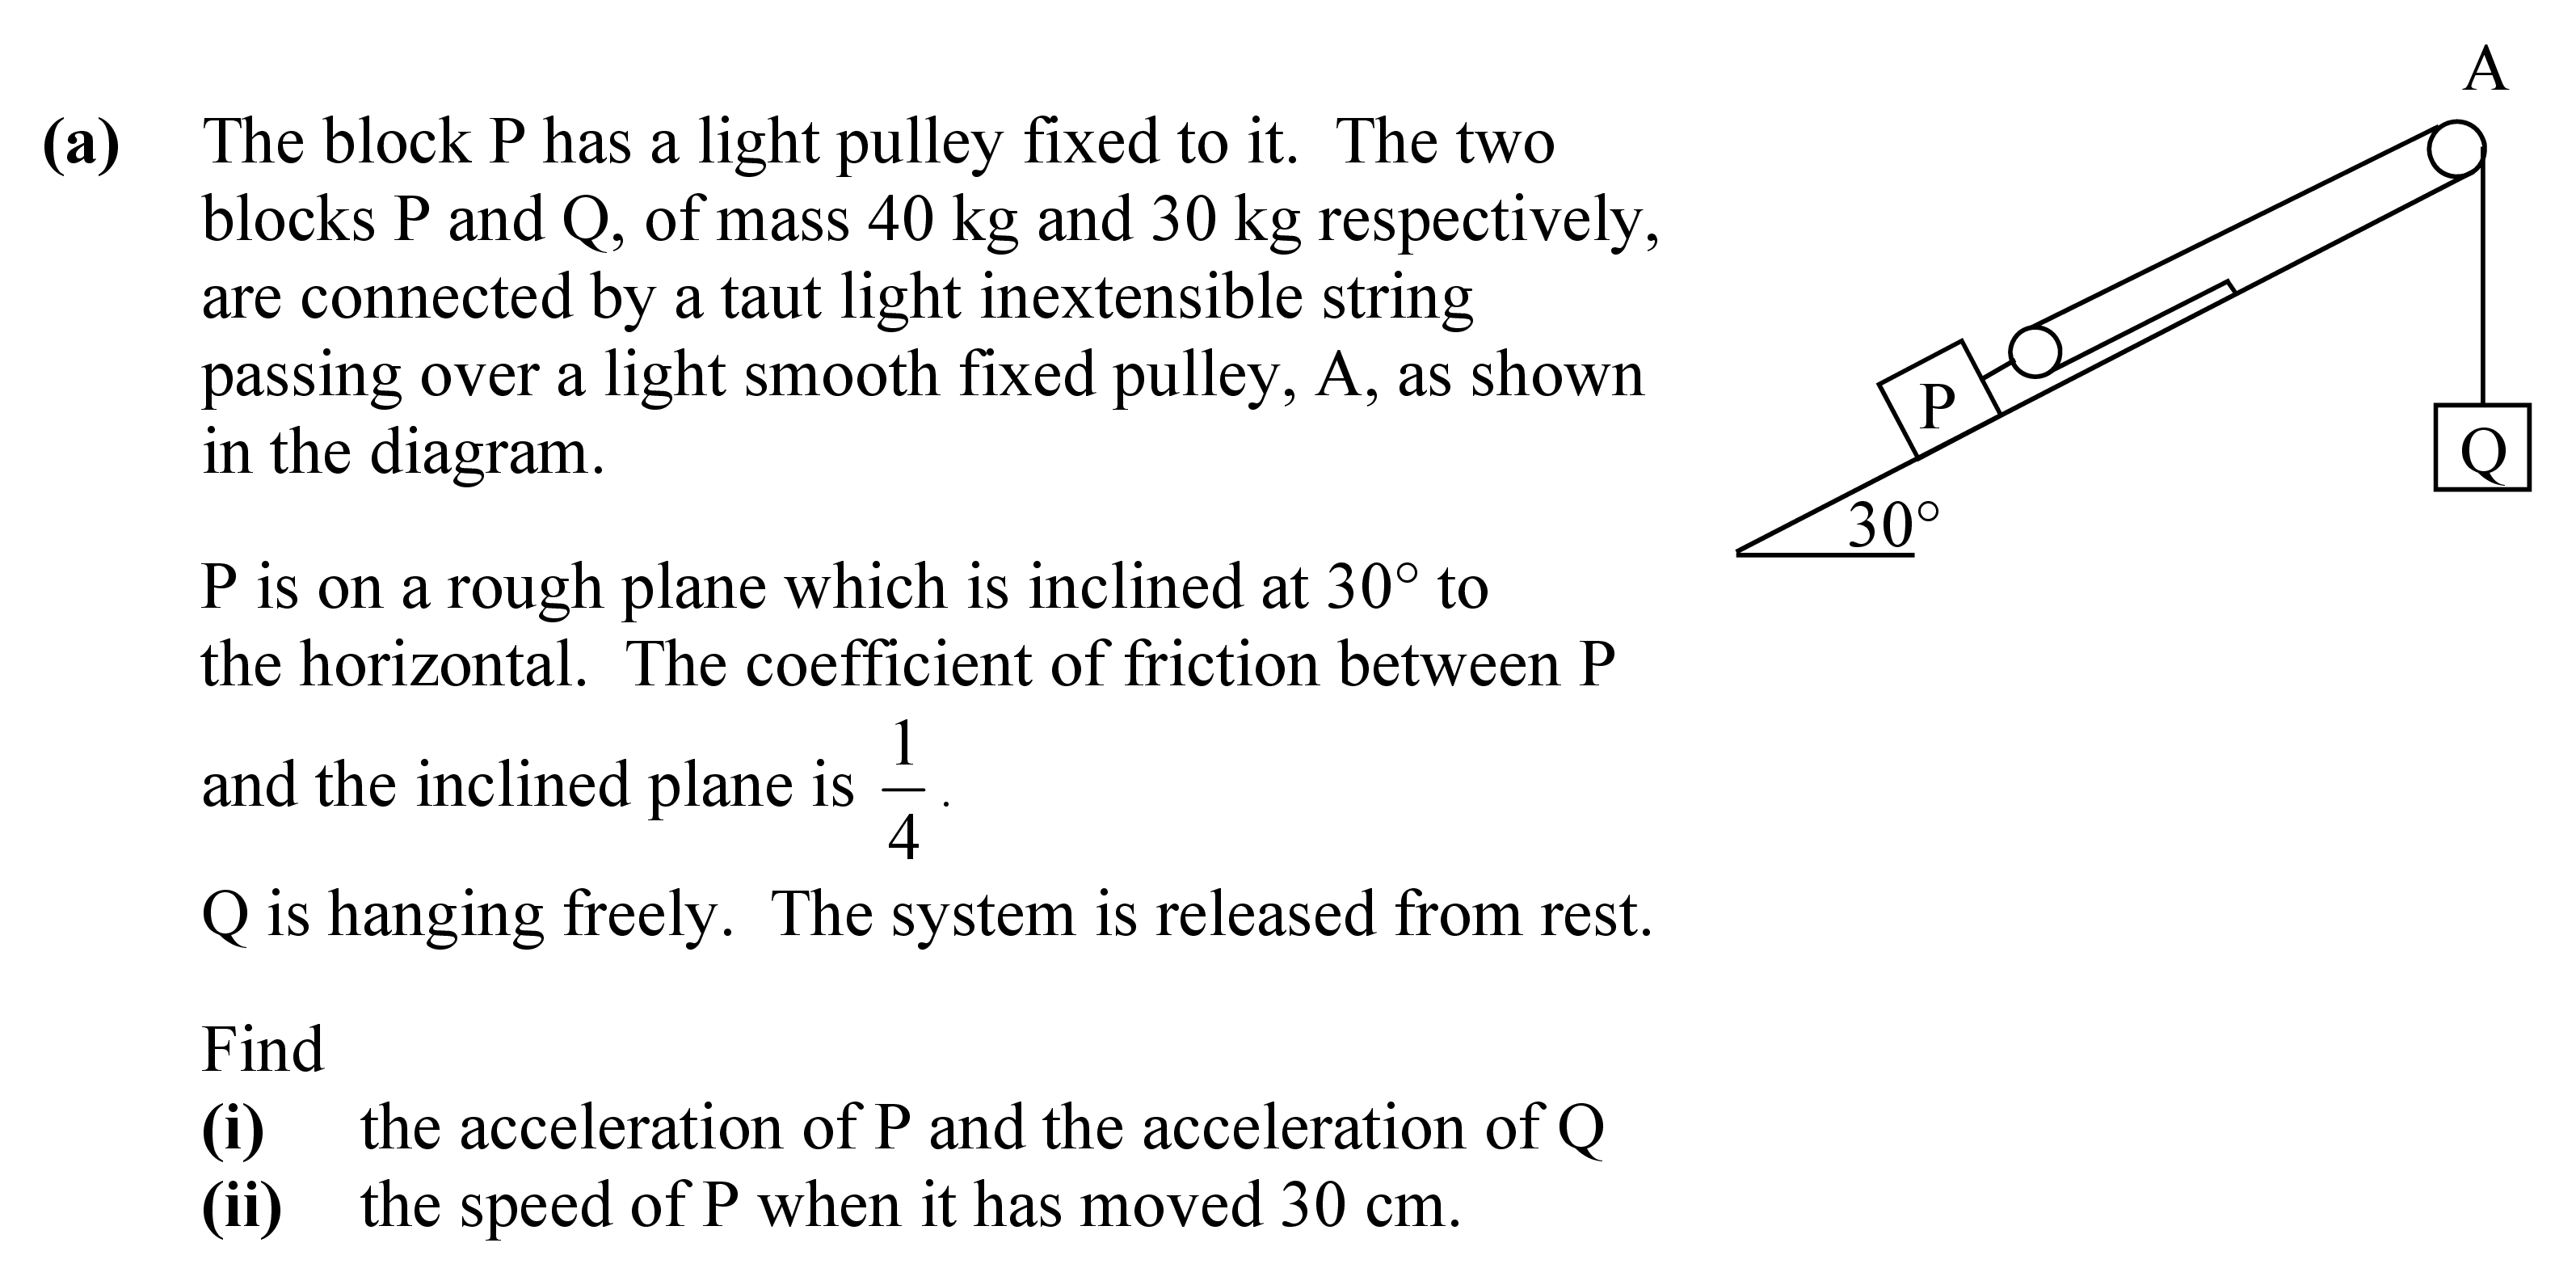 A
(a) The block P has a light pulley fixed to it. The two
blocks P and Q, of mass 40 kg and 30 kg respectively,
are connected by a taut light inextensible string
passing over a light smooth fixed pulley, A, as shown
in the diagram.
P
Q
30°
P is on a rough plane which is inclined at 30° to
the horizontal. The coefficient of friction between P
and the inclined plane is 1/4.
Q is hanging freely. The system is released from rest.
Find
(i) the acceleration of P and the acceleration of Q
(ii) the speed of P when it has moved 30 cm.